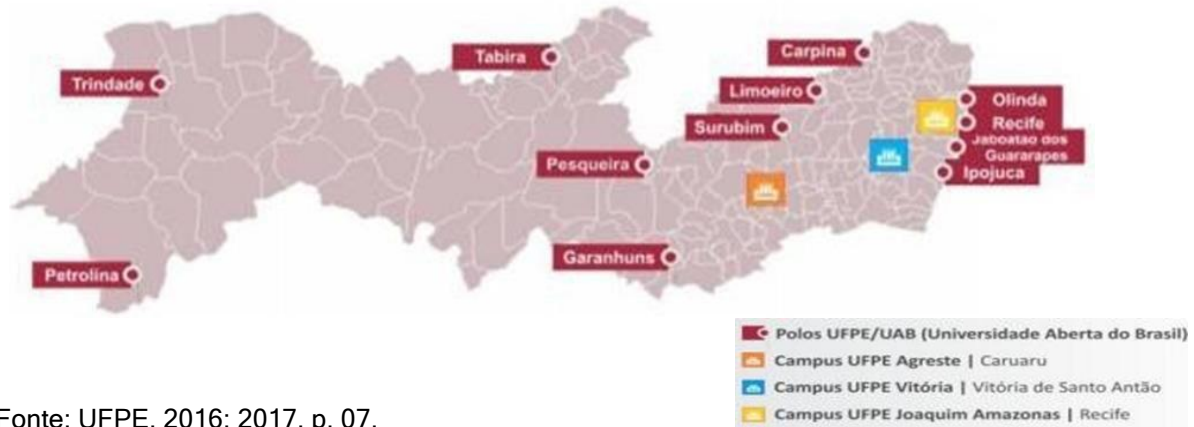 Tabira
Carpina
Trindade
Limoeiro
Olinda
Surubim
Recife
Jaboatão dos
Guararapes
Pesqueira
Ipojuca
Garanhuns
Petrolina
Polos UFPE/UAB (Universidade Aberta do Brasil)
Campus UFPE Agreste | Caruaru
Campus UFPE Vitória | Vitória de Santo Antão
Campus UFPE Joaquim Amazonas | Recife
Fonte: UFPE, 2016; 2017, p. 07.